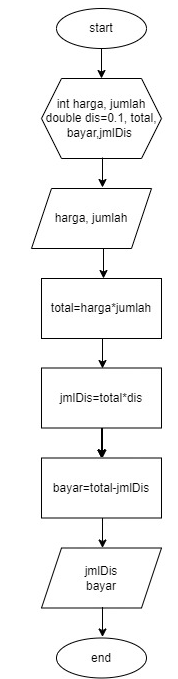 start
int harga, jumlah
double dis=0.1, total,
bayar,jmlDis
harga, jumlah
total=harga*jumlah
jmlDis=total*dis
bayar=total-jmlDis
jmlDis
bayar
end